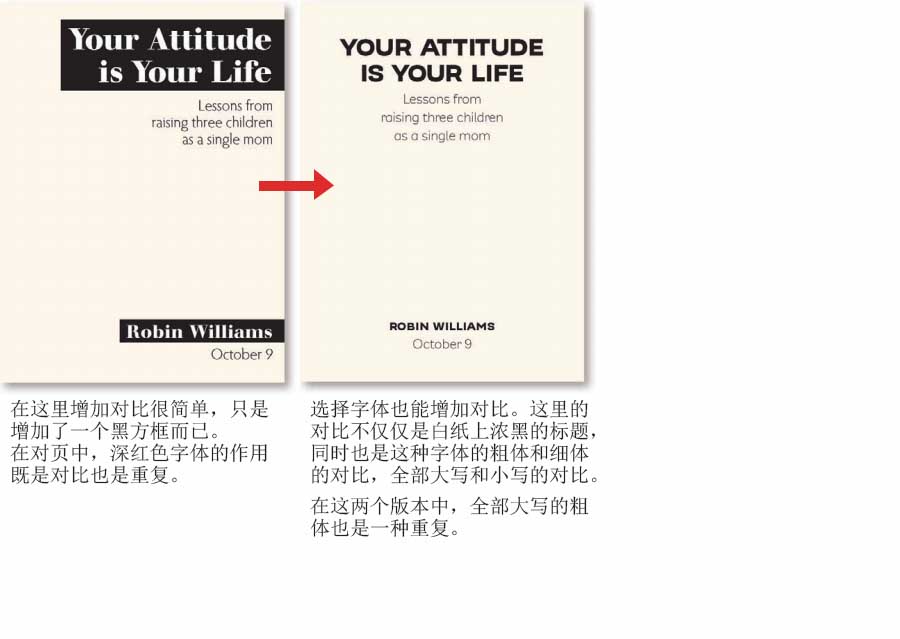 Your Attitude
is Your Life
Lessons from
raising three children
as a single mom
Robin Williams
October 9
YOUR ATTITUDE
IS YOUR LIFE
Lessons from
raising three children
as a single mom
ROBIN WILLIAMS
October 9
在这里增加对比很简单，只是
增加了一个黑方框而已。
在对页中，深红色字体的作用
既是对比也是重复。
选择字体也能增加对比。这里的
对比不仅仅是白纸上浓黑的标题，
同时也是这种字体的粗体和细体
的对比，全部大写和小写的对比。
在这两个版本中，全部大写的粗
体也是一种重复。